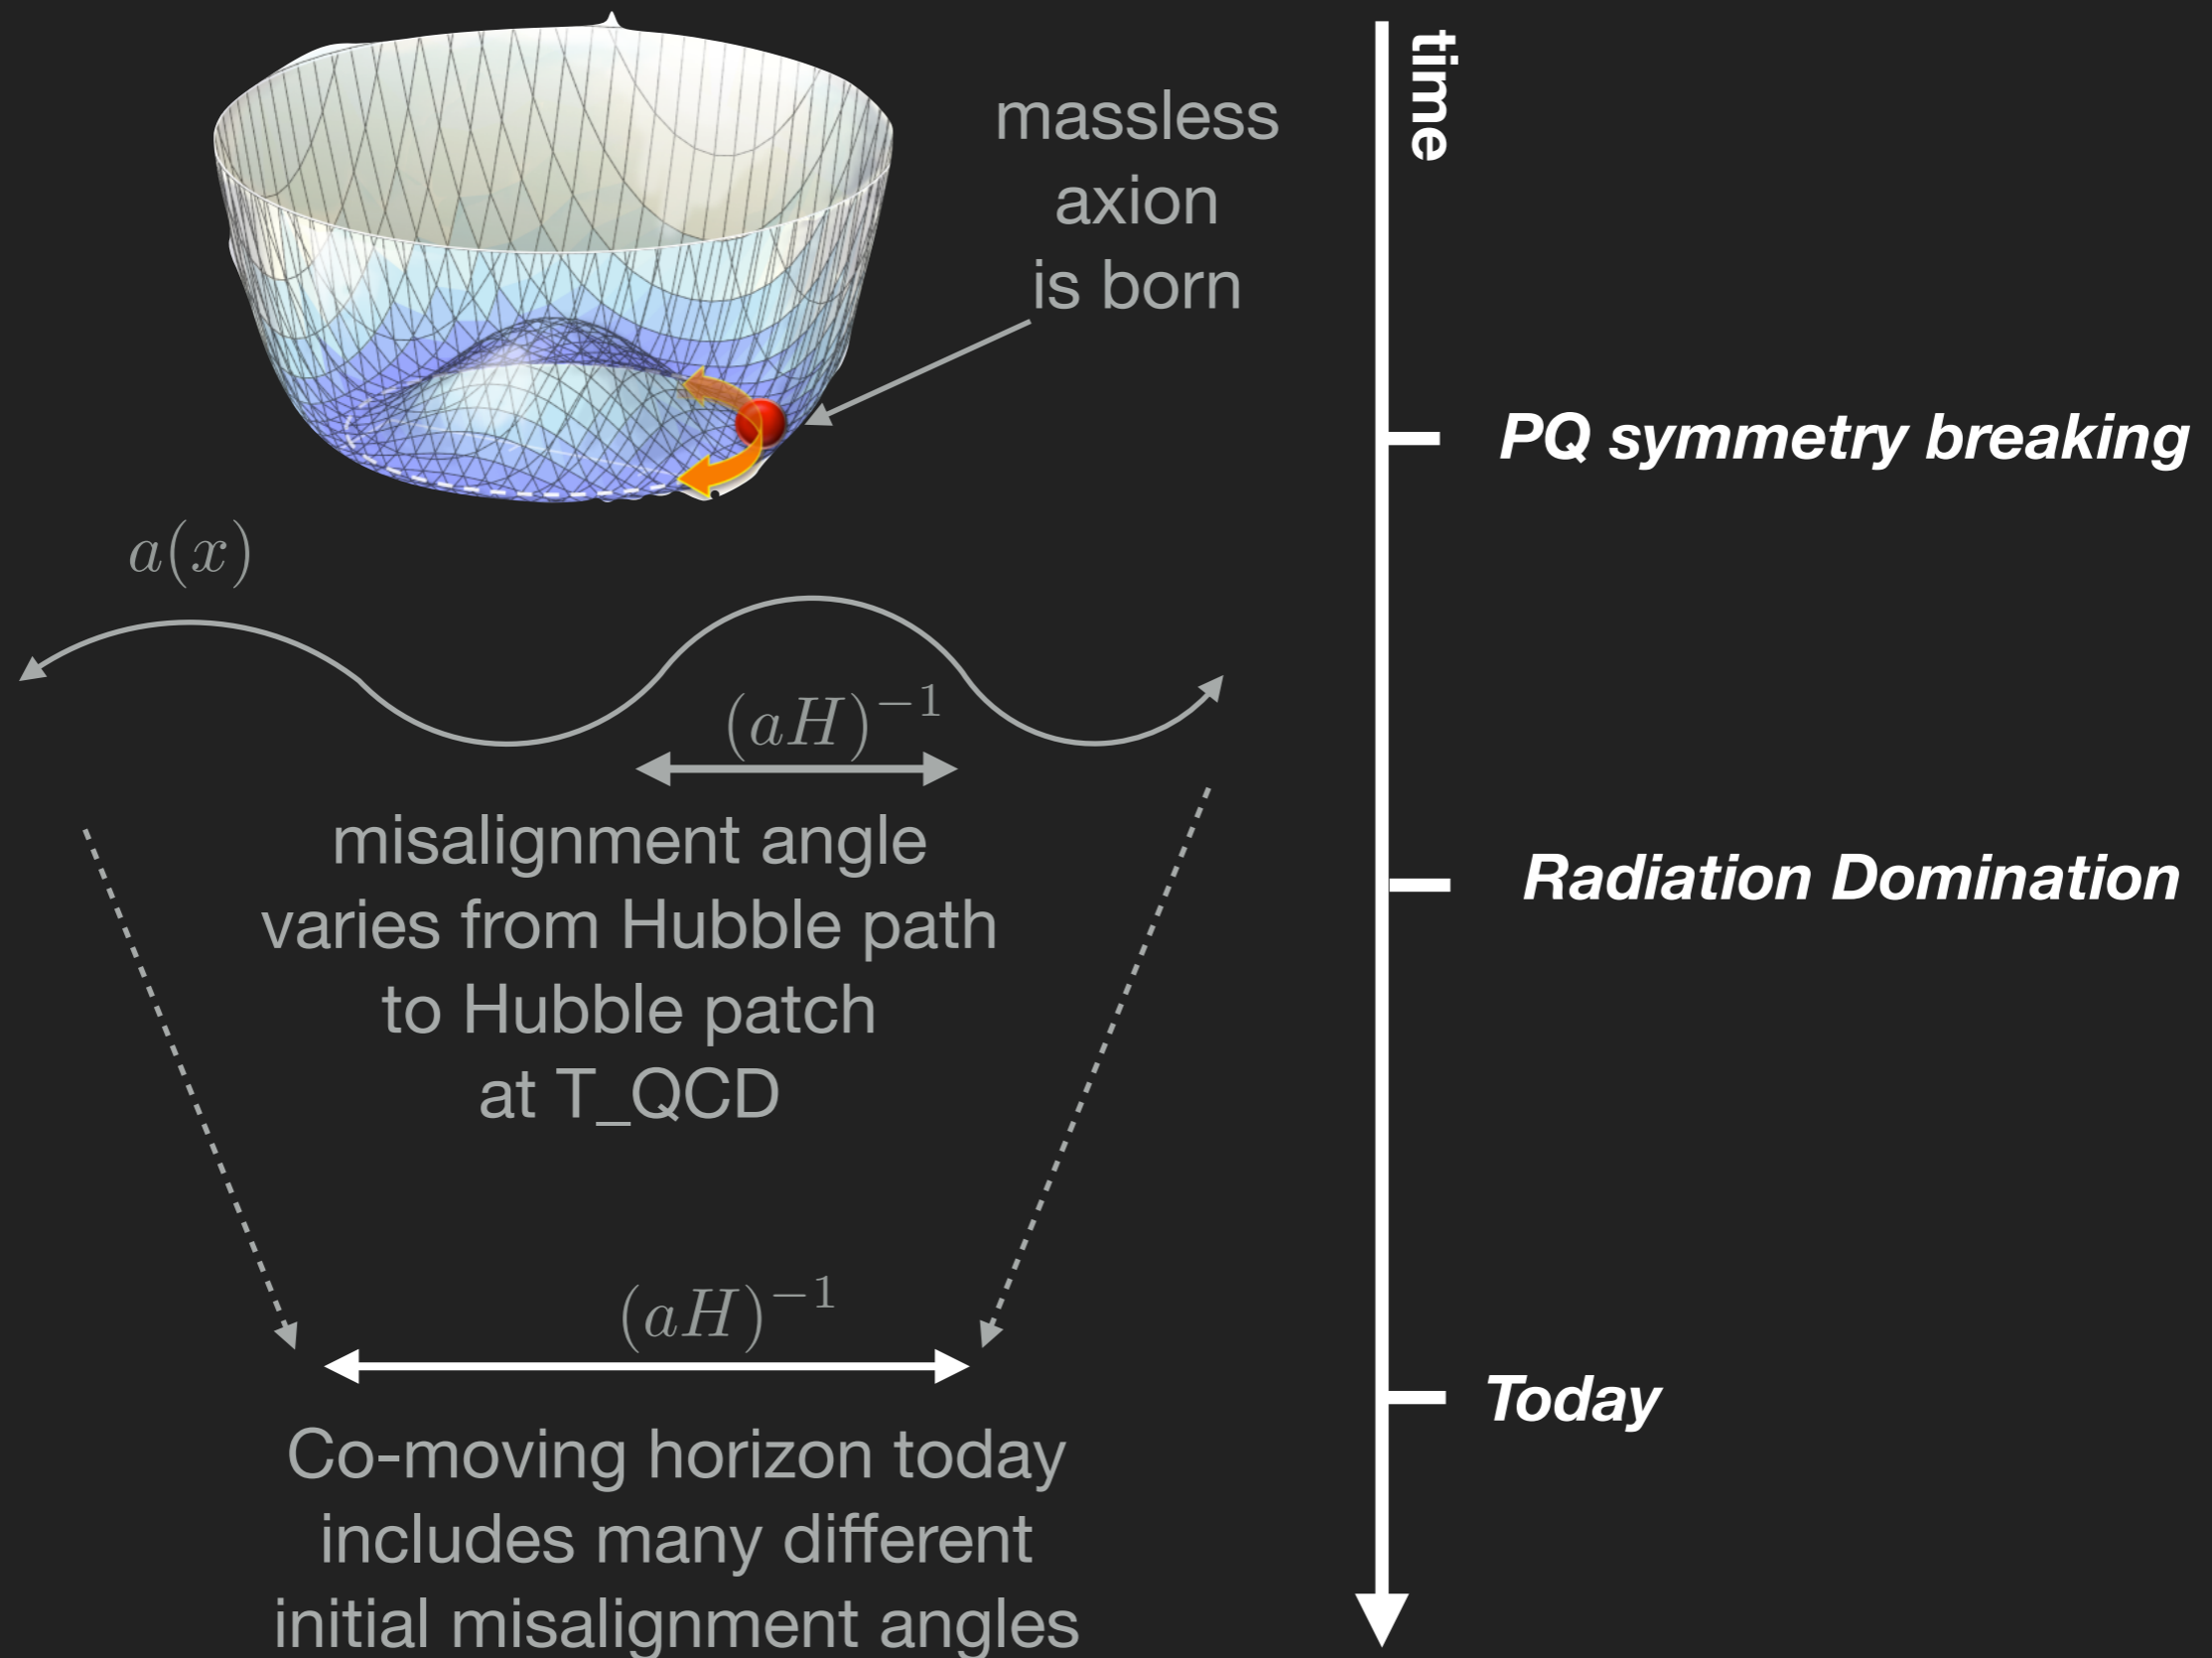 time
massless
axion
is born
PQ symmetry breaking
a(x)
(aH)⁻¹
misalignment angle
varies from Hubble path
to Hubble patch
at T_QCD
Radiation Domination
(aH)⁻¹
Today
Co-moving horizon today
includes many different
initial misalignment angles